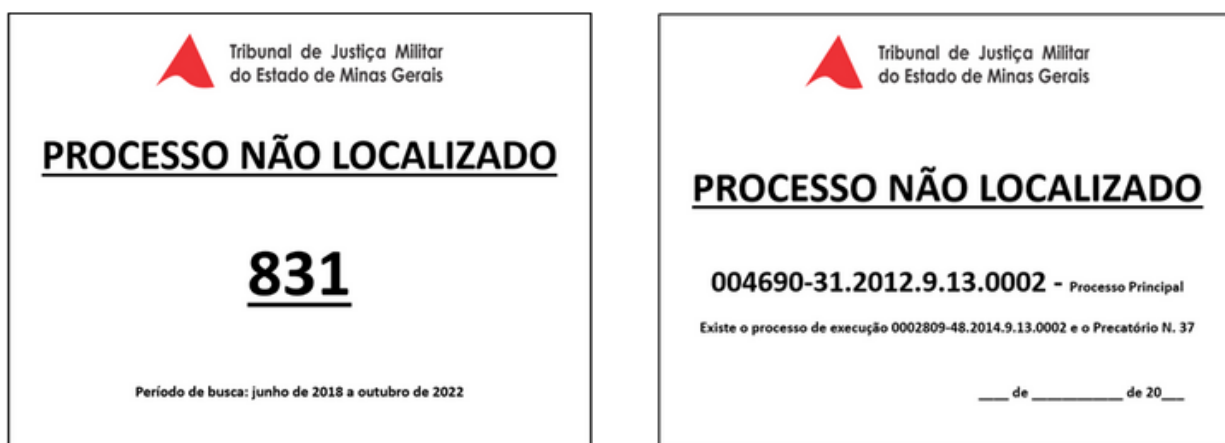 Tribunal de Justiça Militar
do Estado de Minas Gerais
PROCESSO NÃO LOCALIZADO
831
Período de busca: junho de 2018 a outubro de 2022
Tribunal de Justiça Militar
do Estado de Minas Gerais
PROCESSO NÃO LOCALIZADO
004690-31.2012.9.13.0002 - Processo Principal
Existe o processo de execução 0002809-48.2014.9.13.0002 e o Precatório N. 37
____ de ____________ de 20___